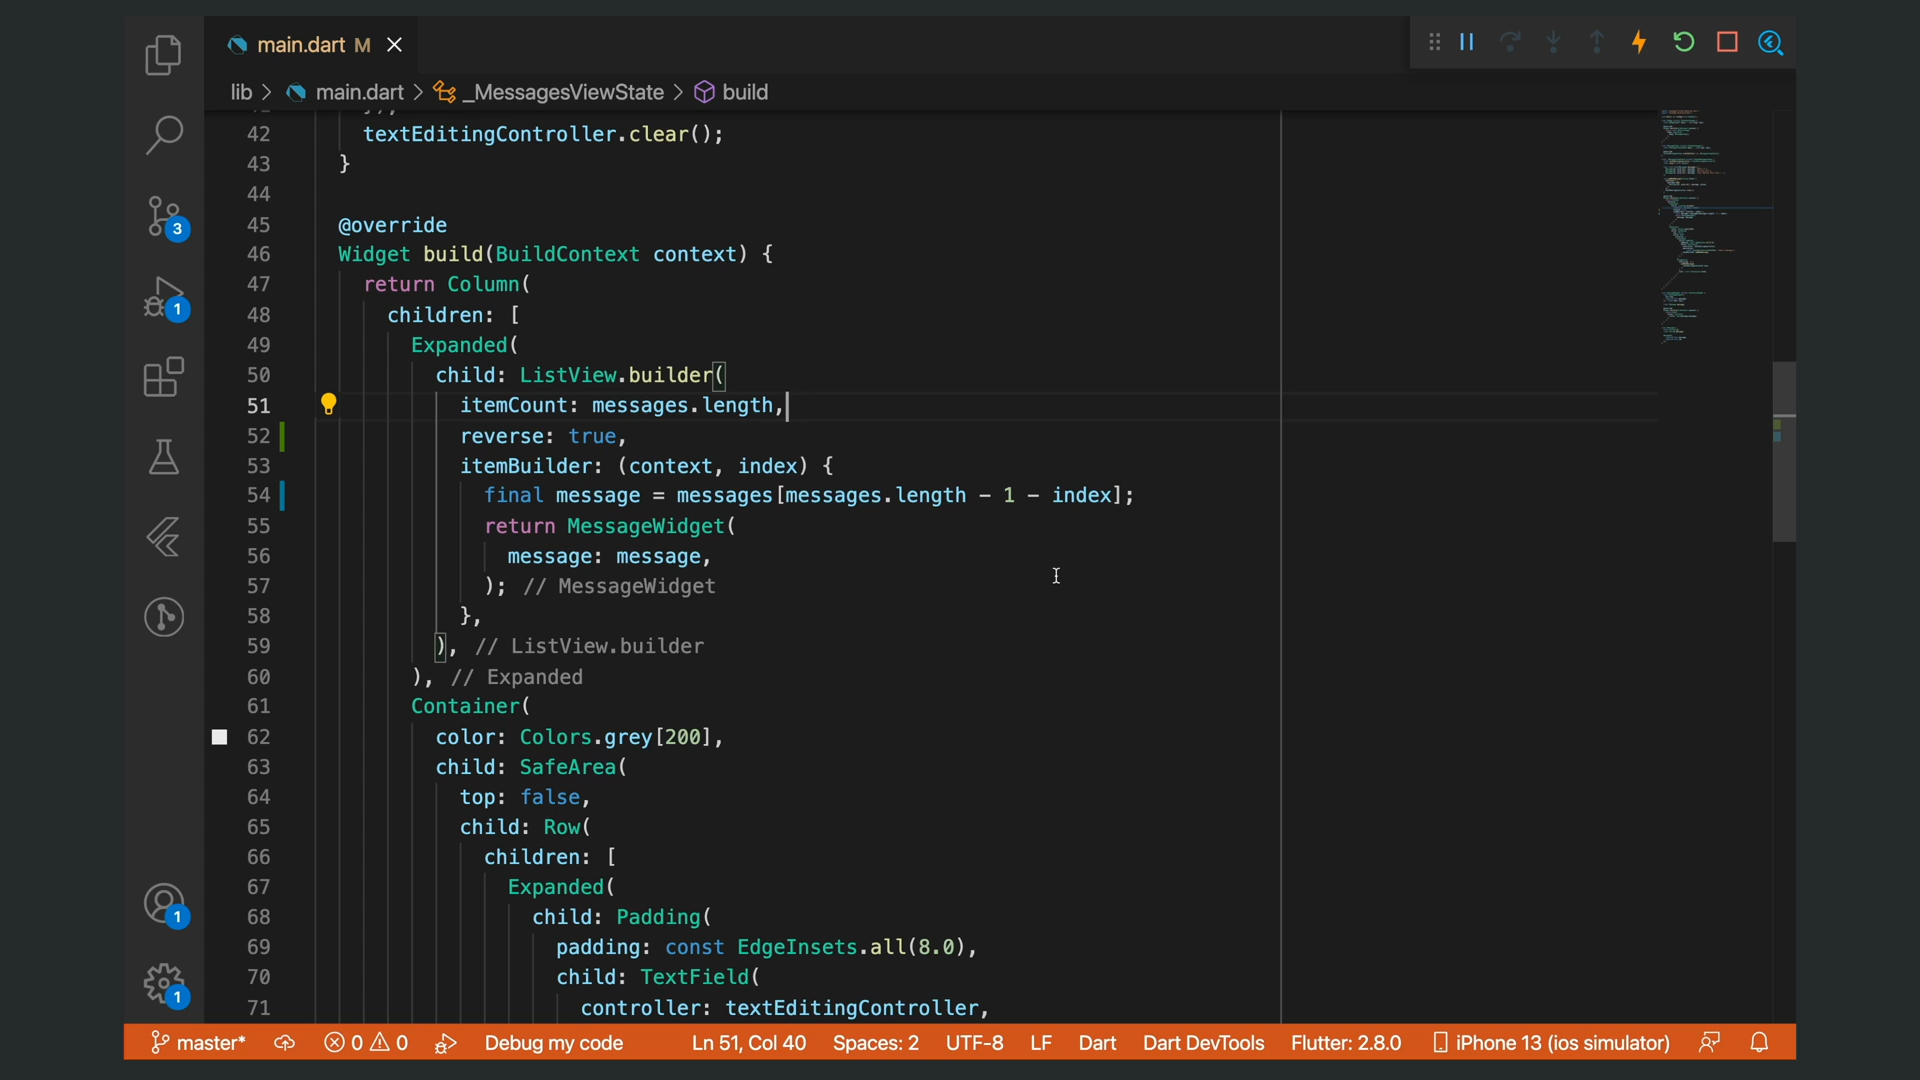 main.dart M
lib > main.dart > _MessagesViewState > build
42 textEditingController.clear();
43 }
44
45 @override
46 Widget build(BuildContext context) {
47 return Column(
48 children: [
49 Expanded(
50 child: ListView.builder(
51 itemCount: messages.length,
52 reverse: true,
53 itemBuilder: (context, index) {
54 final message = messages[messages.length - 1 - index];
55 return MessageWidget(
56 message: message,
57 ); // MessageWidget
58 },
59 ), // ListView.builder
60 ), // Expanded
61 Container(
62 color: Colors.grey[200],
63 child: SafeArea(
64 top: false,
65 child: Row(
66 children: [
67 Expanded(
68 child: Padding(
69 padding: const EdgeInsets.all(8.0),
70 child: TextField(
71 controller: textEditingController,
3
1
1
1
master* 0 0 Debug my code Ln 51, Col 40 Spaces: 2 UTF-8 LF Dart Dart DevTools Flutter: 2.8.0 iPhone 13 (ios simulator)